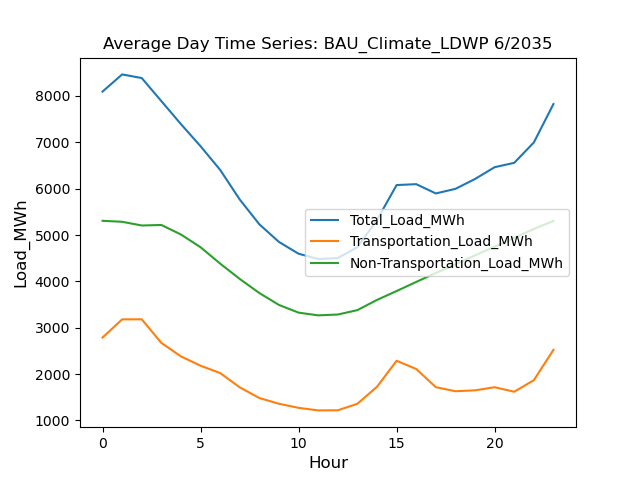 Average Day Time Series: BAU_Climate_LDWP 6/2035
Load_MWh
8000
7000
6000
5000
4000
3000
2000
1000
Total_Load_MWh
Transportation_Load_MWh
Non-Transportation_Load_MWh
0 5 10 15 20
Hour